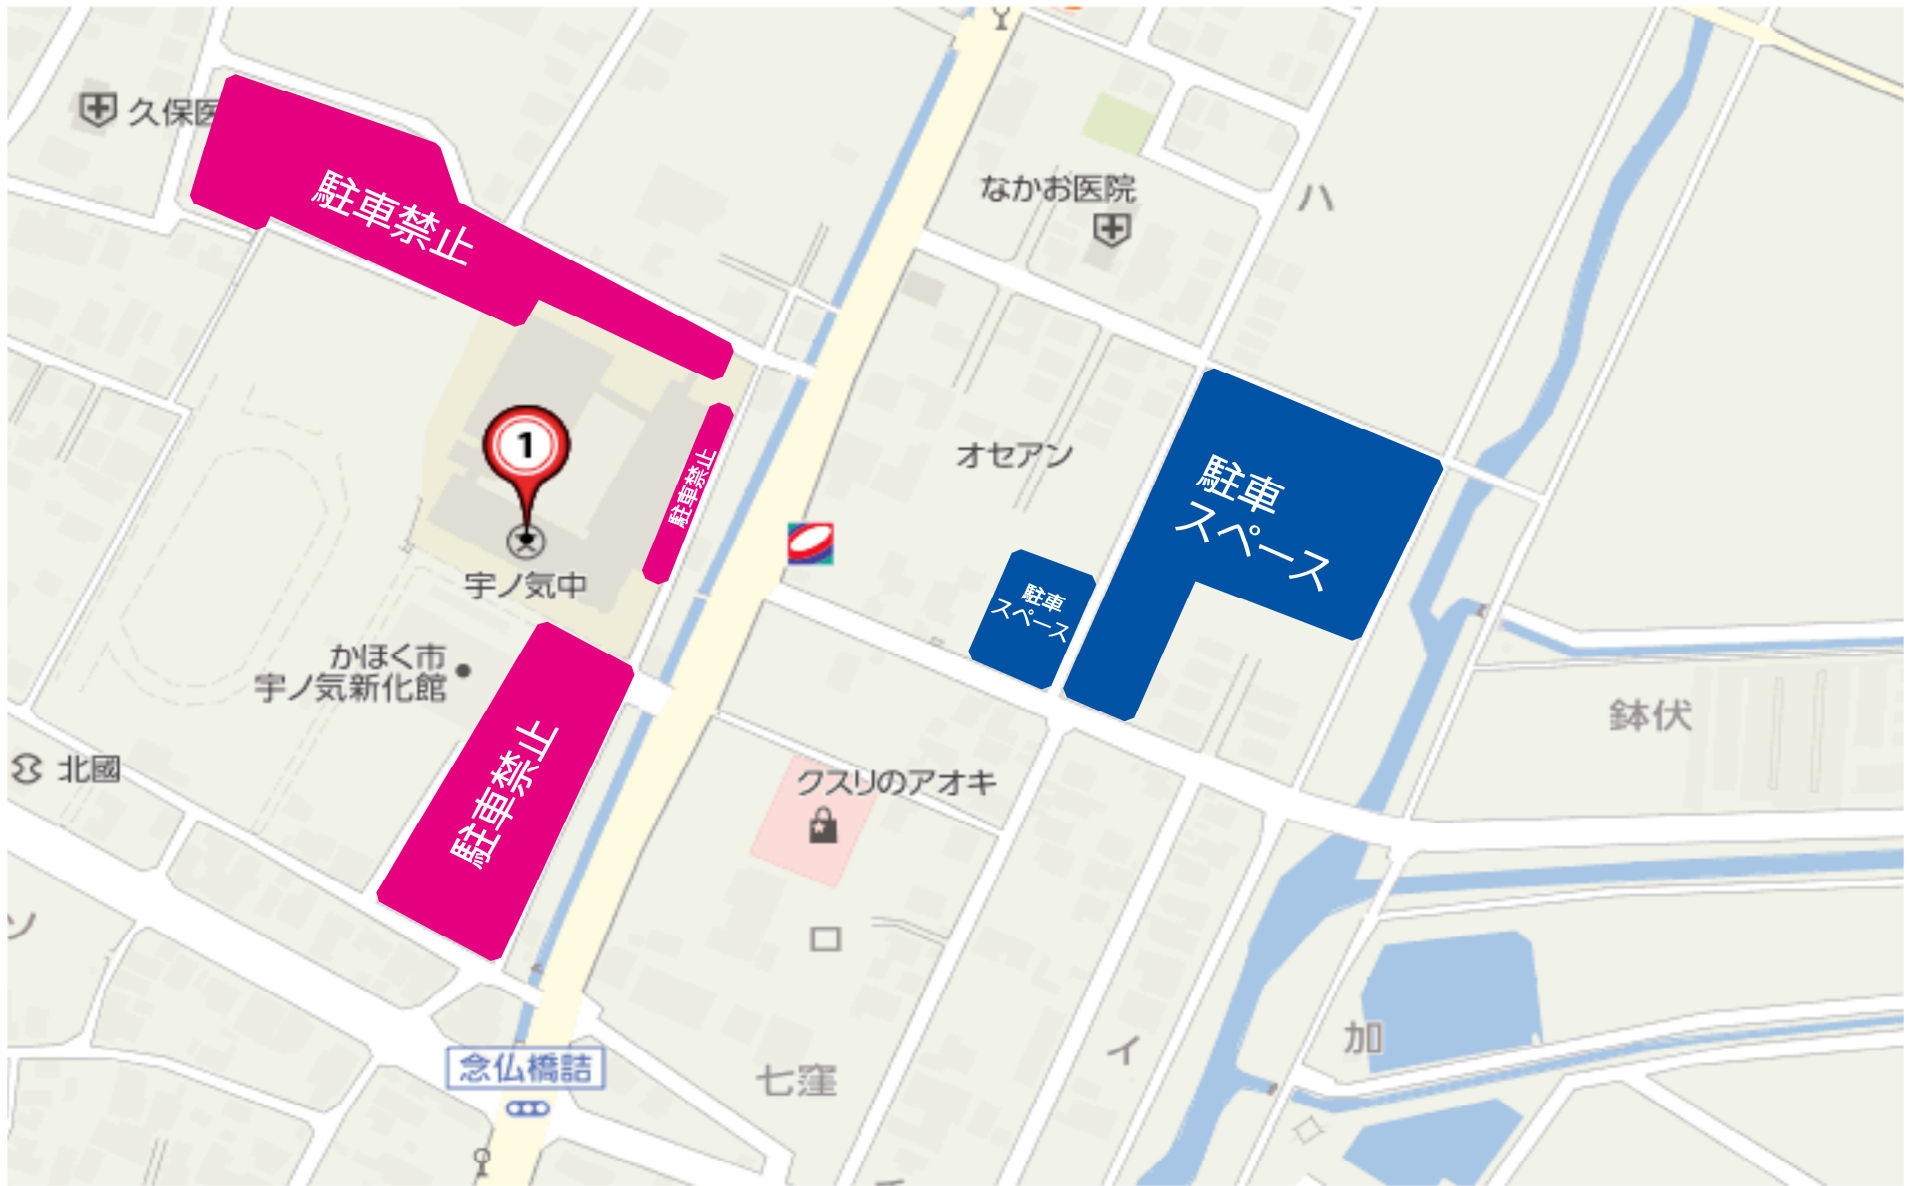 久保医
駐車禁止
なかお医院
ハ
1
駐車禁止
オセアン
駐車
スペース
宇ノ気中
駐車
スペース
かほく市
宇ノ気新化館
駐車禁止
鉢伏
北國
クスリのアオキ
ロ
加
イ
念仏橋詰
七窪